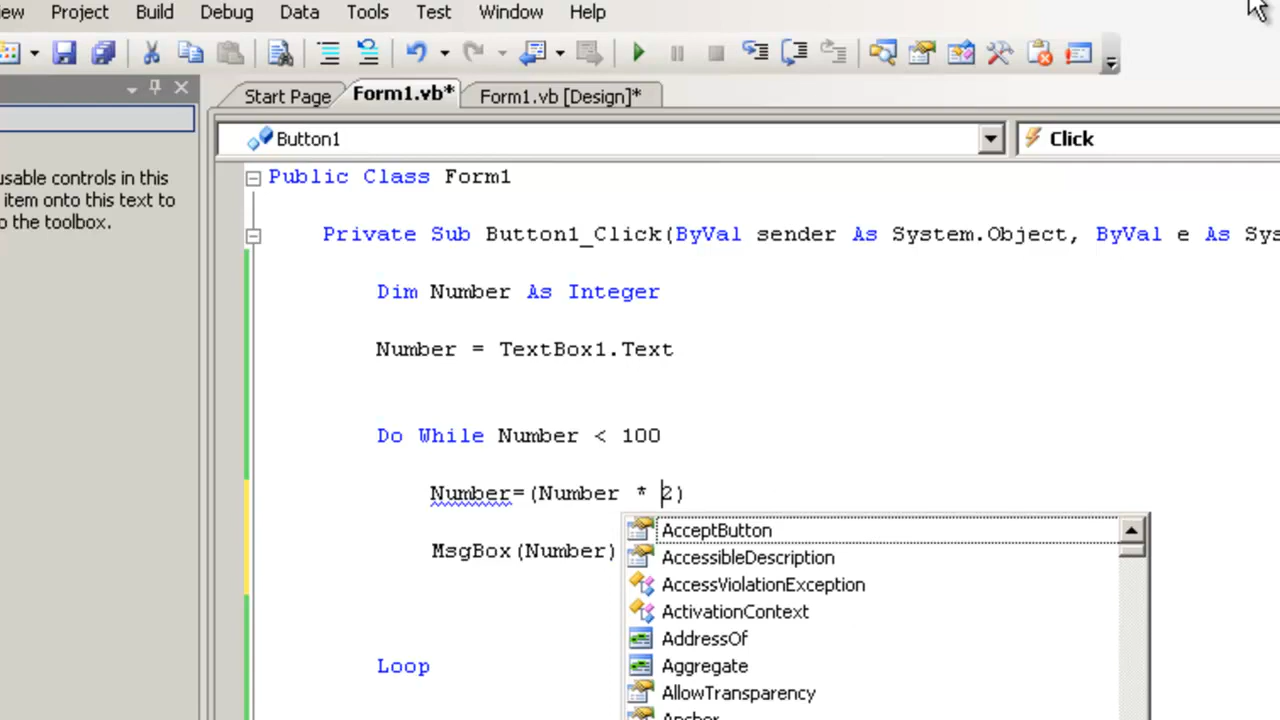 ew Project Build Debug Data Tools Test Window Help
Start Page Form1.vb* Form1.vb [Design]*
Button1 Click
usable controls in this
item onto this text to
o the toolbox.
Public Class Form1
Private Sub Button1_Click(ByVal sender As System.Object, ByVal e As Sys
Dim Number As Integer
Number = TextBox1.Text
Do While Number < 100
Number=(Number * 2)
MsgBox(Number)
Loop
AcceptButton
AccessibleDescription
AccessViolationException
ActivationContext
AddressOf
Aggregate
AllowTransparency
Anchor